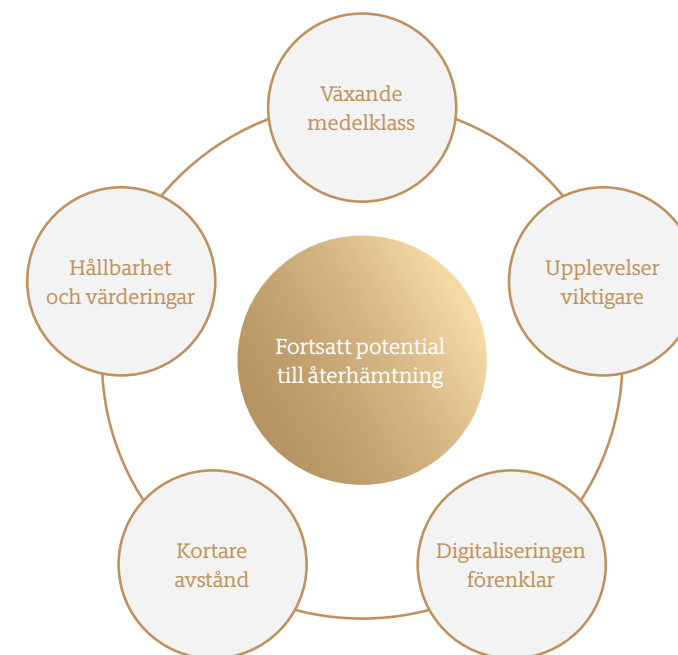 Växande
medelklass
Hållbarhet
och värderingar
Upplevelser
viktigare
Fortsatt potential
till återhämtning
Kortare
avstånd
Digitaliseringen
förenklar